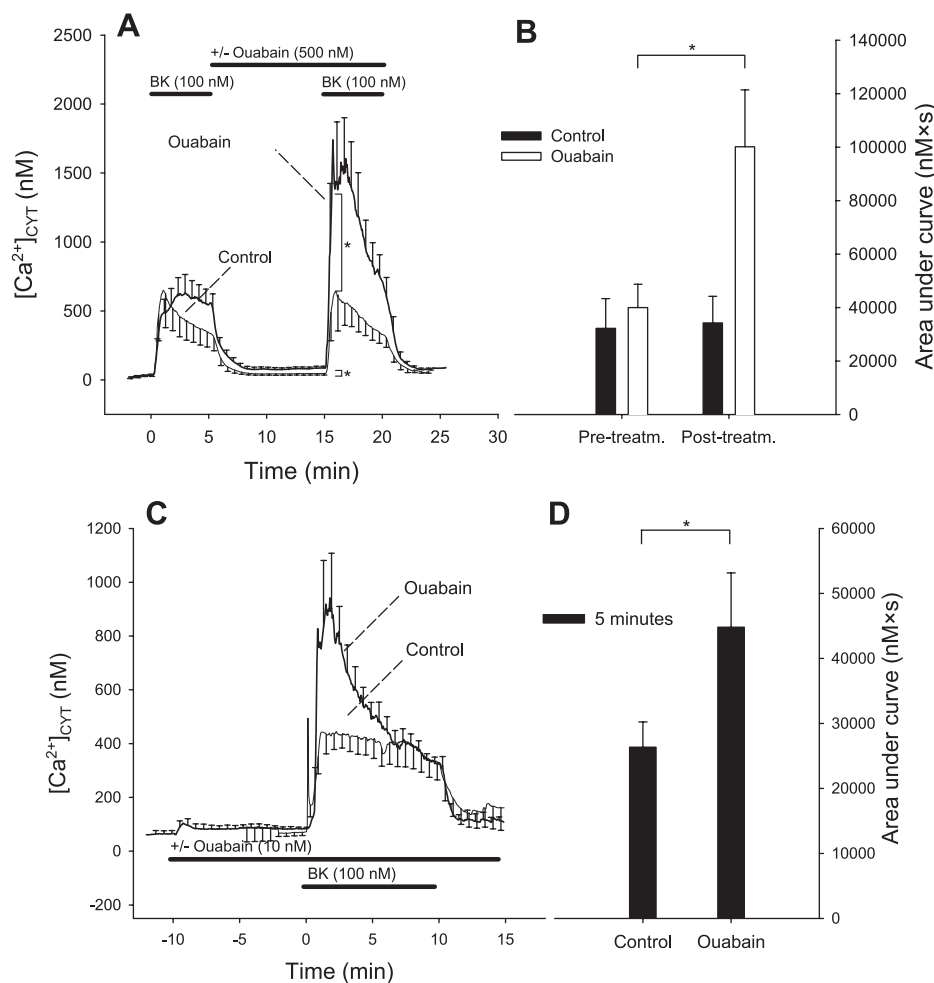 A
+/- Ouabain (500 nM)
BK (100 nM)
BK (100 nM)
Ouabain
Control
*
*
2500
2000
1500
1000
500
0
[Ca²⁺]CYT (nM)
0 5 10 15 20 25 30
Time (min)
B
*
Control
Ouabain
140000
120000
100000
80000
60000
40000
20000
0
Area under curve (nM×s)
Pre-treatm. Post-treatm.
C
1200
1000
800
600
400
200
0
-200
[Ca²⁺]CYT (nM)
Ouabain
Control
+/- Ouabain (10 nM)
BK (100 nM)
-10 -5 0 5 10 15
Time (min)
D
*
5 minutes
60000
50000
40000
30000
20000
10000
0
Area under curve (nM×s)
Control Ouabain